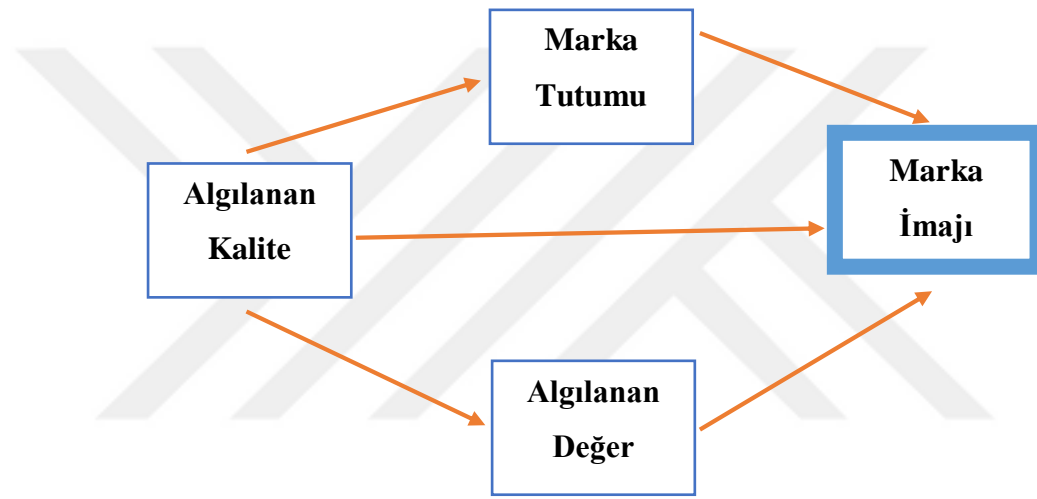 Marka
Tutumu
Algılanan
Kalite
Marka
İmajı
Algılanan
Değer